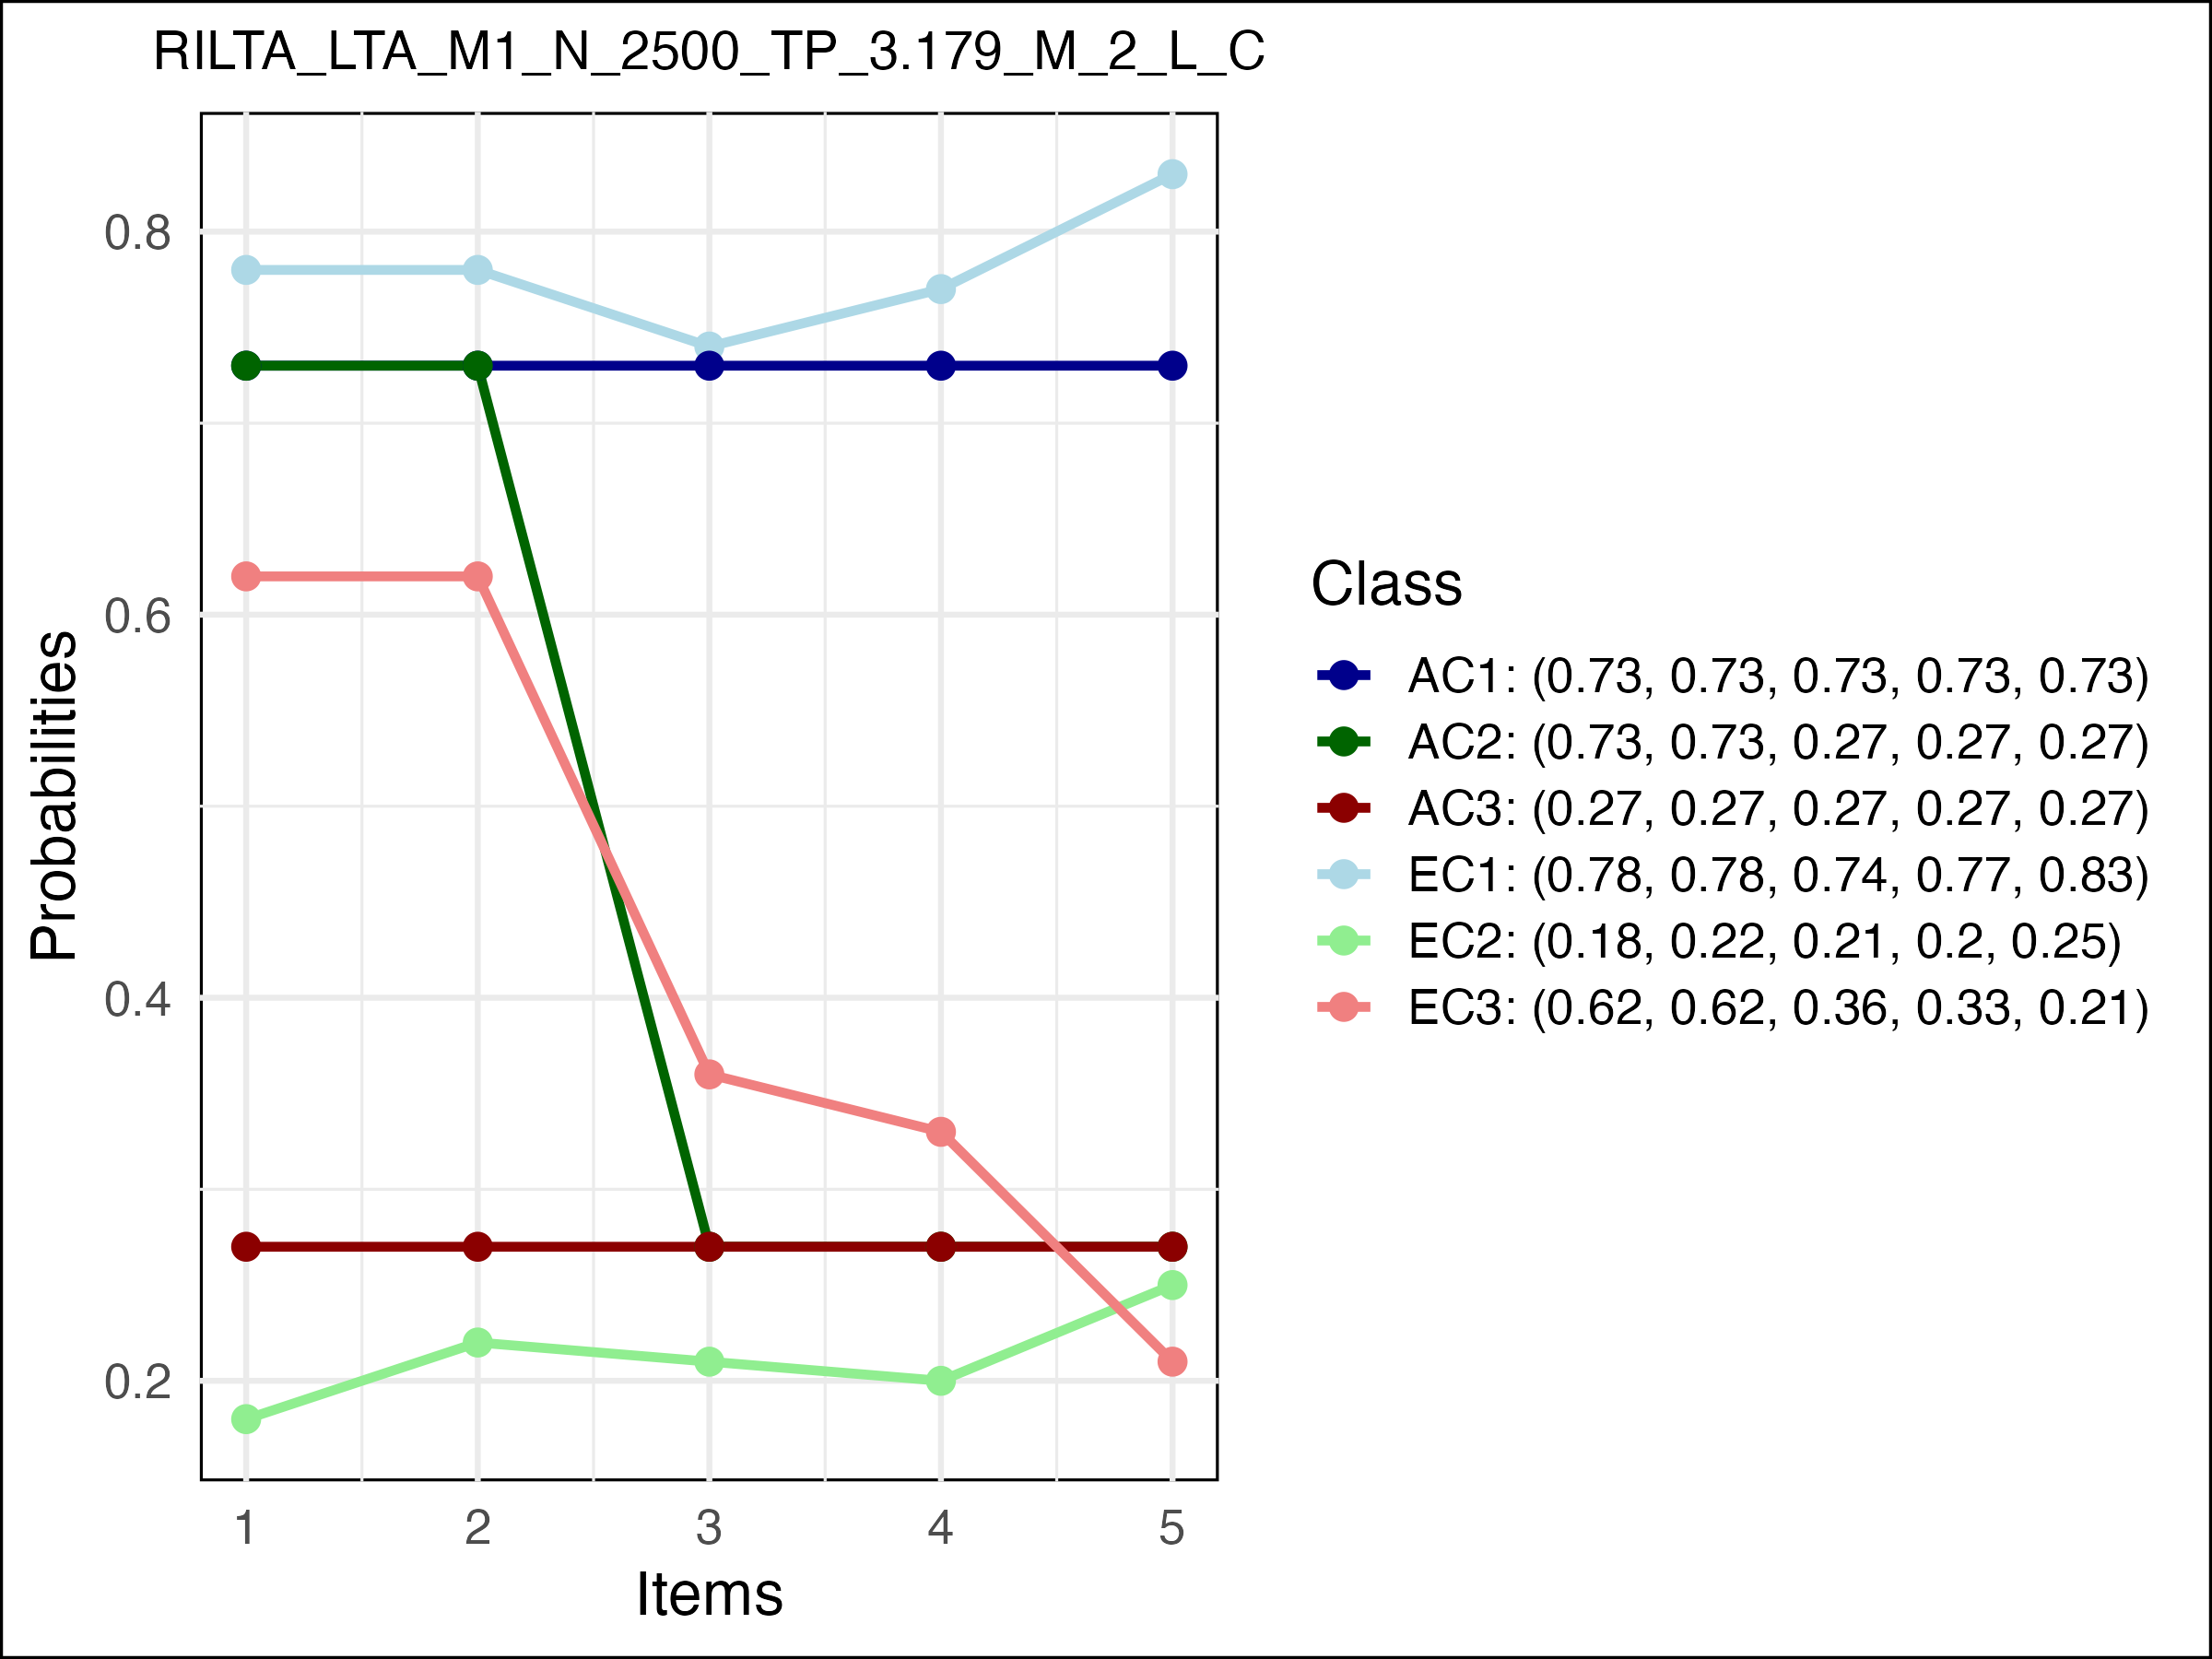 RILTA_LTA_M1_N_2500_TP_3.179_M_2_L_C
0.8
0.6
0.4
0.2
Probabilities
1 2 3 4 5
Items
Class
AC1: (0.73, 0.73, 0.73, 0.73, 0.73)
AC2: (0.73, 0.73, 0.27, 0.27, 0.27)
AC3: (0.27, 0.27, 0.27, 0.27, 0.27)
EC1: (0.78, 0.78, 0.74, 0.77, 0.83)
EC2: (0.18, 0.22, 0.21, 0.2, 0.25)
EC3: (0.62, 0.62, 0.36, 0.33, 0.21)